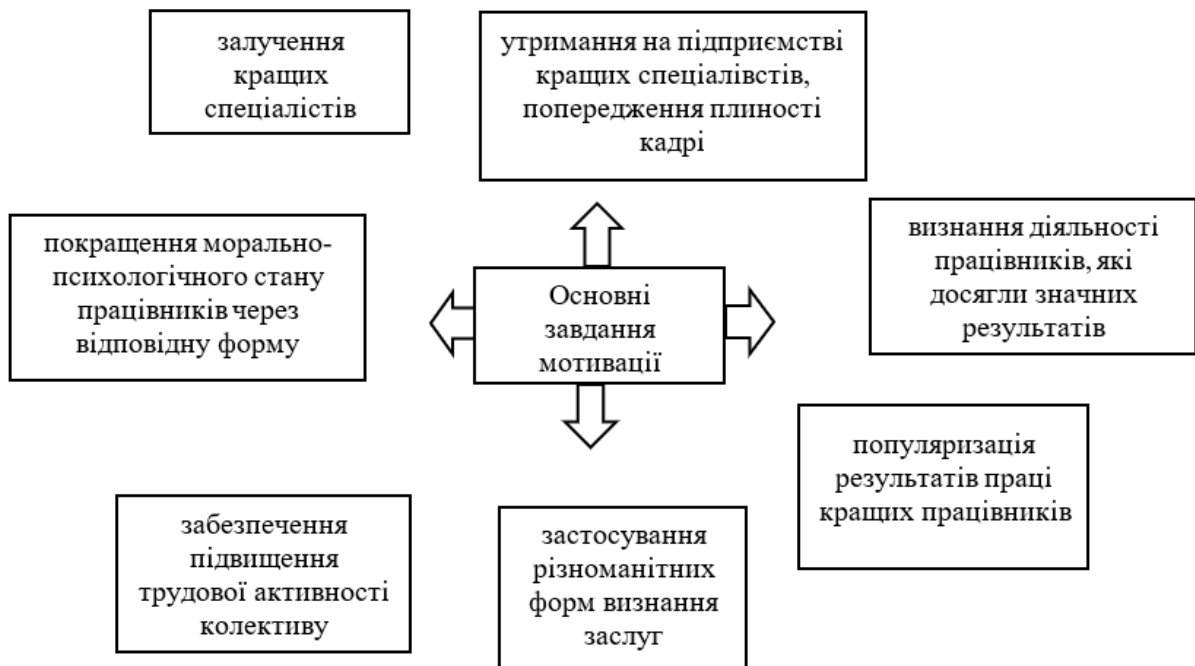 залучення
кращих
спеціалістів
утримання на підприємстві
кращих спеціалівстів,
попередження плиності
кадрі
покращення морально-
психологічного стану
працівників через
відповідну форму
Основні
завдання
мотивації
визнання діяльності
працівників, які
досягли значних
результатів
популяризація
результатів праці
кращих працівників
забезпечення
підвищення
трудової активності
колективу
застосування
різноманітних
форм визнання
заслуг